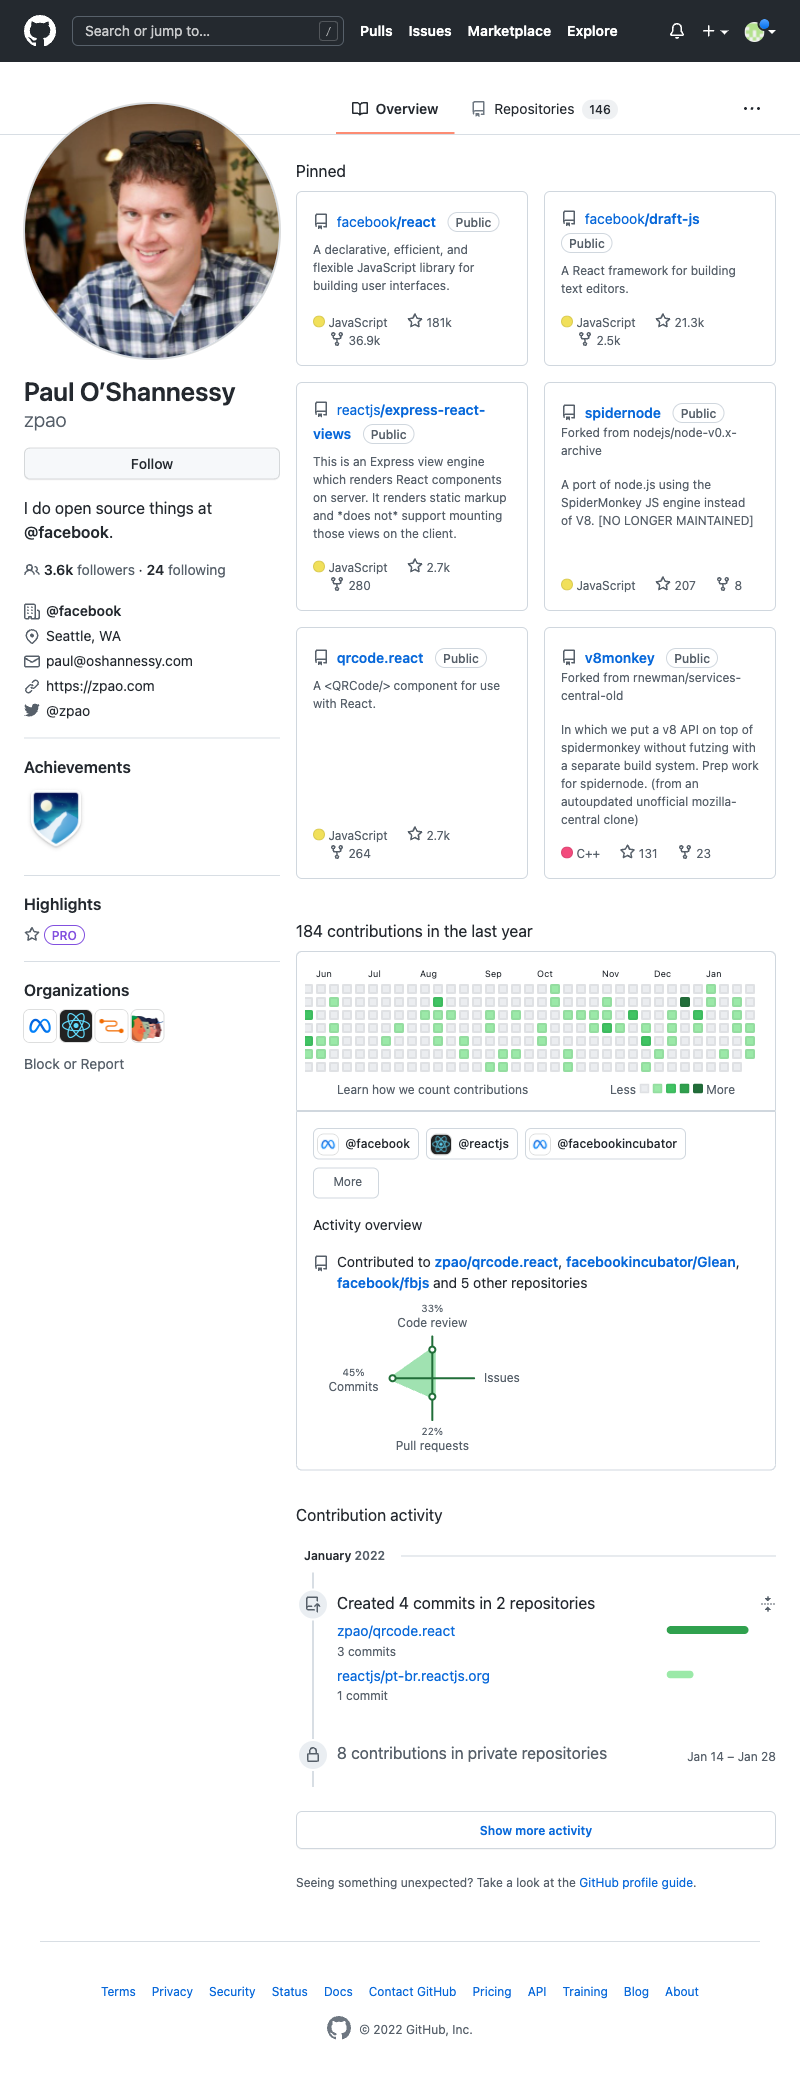 Search or jump to...
/
Pulls
Issues
Marketplace
Explore
Overview
Repositories 146
Paul O'Shannessy
zpao
Follow
I do open source things at
@facebook.
3.6k followers · 24 following
@facebook
Seattle, WA
paul@oshannessy.com
https://zpao.com
@zpao
Achievements
Highlights
PRO
Organizations
Block or Report
Pinned
facebook/react Public
A declarative, efficient, and
flexible JavaScript library for
building user interfaces.
JavaScript 181k
36.9k
facebook/draft-js
Public
A React framework for building
text editors.
JavaScript 21.3k
2.5k
reactjs/express-react-
views Public
This is an Express view engine
which renders React components
on server. It renders static markup
and *does not* support mounting
those views on the client.
JavaScript 2.7k
280
spidernode Public
Forked from nodejs/node-v0.x-
archive
A port of node.js using the
SpiderMonkey JS engine instead
of V8. [NO LONGER MAINTAINED]
JavaScript 207 8
qrcode.react Public
A <QRCode/> component for use
with React.
JavaScript 2.7k
264
v8monkey Public
Forked from rnewman/services-
central-old
In which we put a v8 API on top of
spidermonkey without futzing with
a separate build system. Prep work
for spidernode. (from an
autoupdated unofficial mozilla-
central clone)
C++ 131 23
184 contributions in the last year
Jun Jul Aug Sep Oct Nov Dec Jan
Learn how we count contributions
Less More
@facebook
@reactjs
@facebookincubator
More
Activity overview
Contributed to zpao/qrcode.react, facebookincubator/Glean,
facebook/fbjs and 5 other repositories
33%
Code review
45%
Commits
Issues
22%
Pull requests
Contribution activity
January 2022
Created 4 commits in 2 repositories
zpao/qrcode.react
3 commits
reactjs/pt-br.reactjs.org
1 commit
8 contributions in private repositories
Jan 14 – Jan 28
Show more activity
Seeing something unexpected? Take a look at the GitHub profile guide.
Terms Privacy Security Status Docs Contact GitHub Pricing API Training Blog About
© 2022 GitHub, Inc.